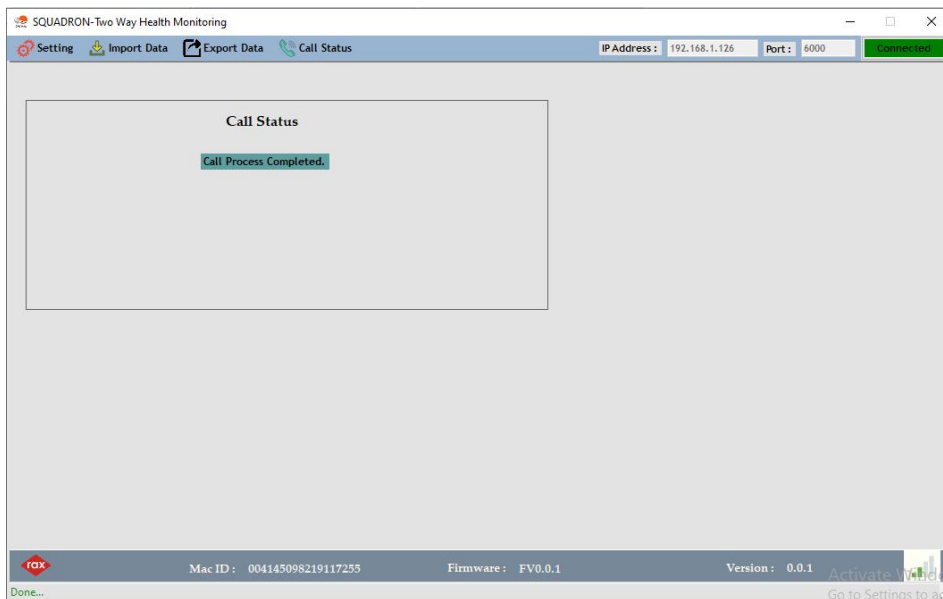 SQUADRON-Two Way Health Monitoring
Setting Import Data Export Data Call Status IP Address : 192.168.1.126 Port : 6000 Connected
Call Status
Call Process Completed.
rax Mac ID : 004145098219117255 Firmware : FV0.0.1 Version : 0.0.1
Activate
Done...
Go to Settings to